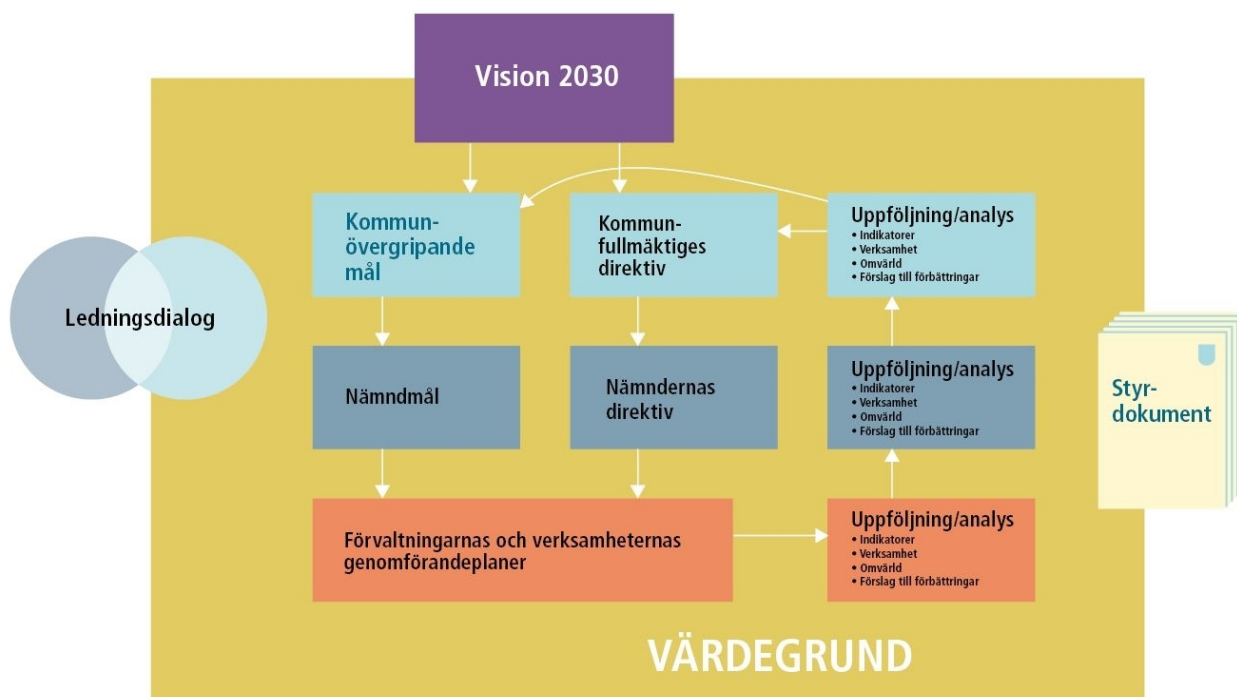 Vision 2030
Kommun-
övergripande
mål
Kommun-
fullmäktiges
direktiv
Uppföljning/analys
• Indikatorer
• Verksamhet
• Omvärld
• Förslag till förbättringar
Ledningsdialog
Nämndmål
Nämndernas
direktiv
Uppföljning/analys
• Indikatorer
• Verksamhet
• Omvärld
• Förslag till förbättringar
Styr-
dokument
Förvaltningarnas och verksamheternas
genomförandeplaner
Uppföljning/analys
• Indikatorer
• Verksamhet
• Omvärld
• Förslag till förbättringar
VÄRDEGRUND